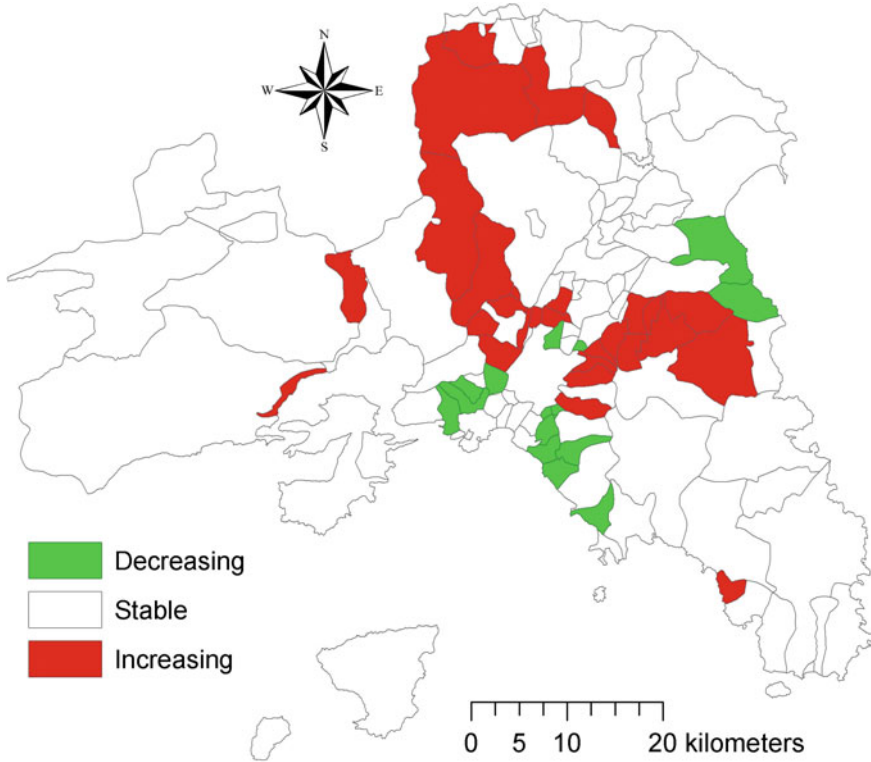 N
W E
S
Decreasing
Stable
Increasing
0 5 10 20 kilometers